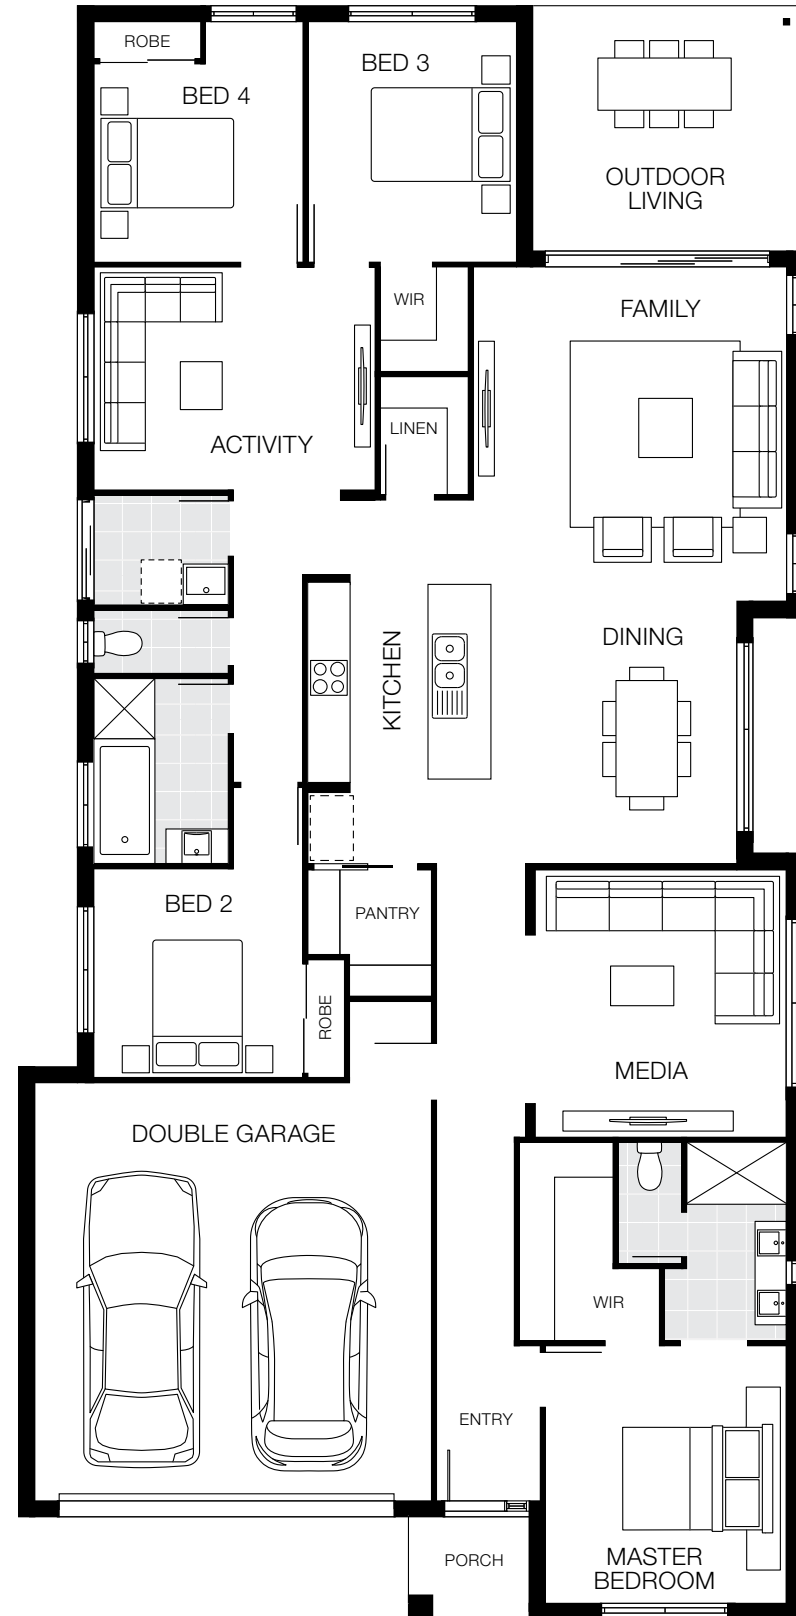 ROBE
BED 4
BED 3
OUTDOOR
LIVING
WIR
FAMILY
LINEN
ACTIVITY
KITCHEN
DINING
BED 2
PANTRY
ROBE
MEDIA
DOUBLE GARAGE
WIR
ENTRY
PORCH
MASTER
BEDROOM